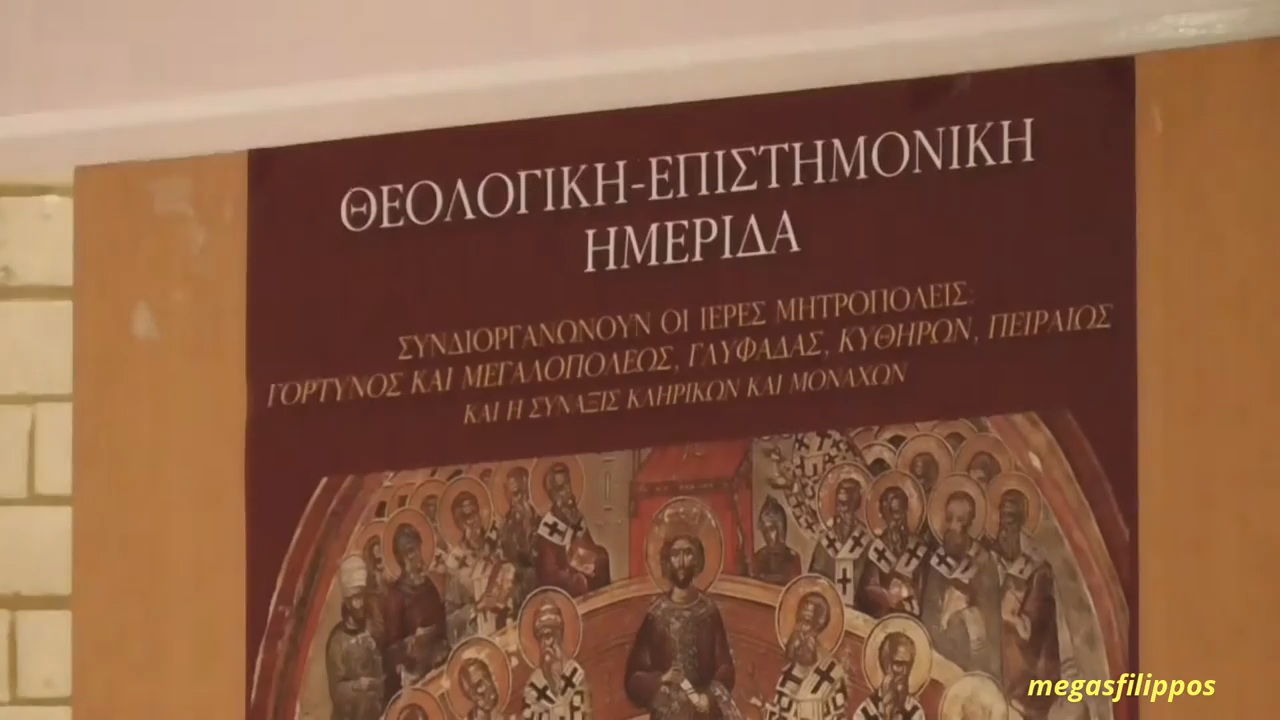 ΘΕΟΛΟΓΙΚΗ-ΕΠΙΣΤΗΜΟΝΙΚΗ
ΗΜΕΡΙΔΑ
ΣΥΝΔΙΟΡΓΑΝΩΝΟΥΝ ΟΙ ΙΕΡΕΣ ΜΗΤΡΟΠΟΛΕΙΣ:
ΓΟΡΤΥΝΟΣ ΚΑΙ ΜΕΓΑΛΟΠΟΛΕΩΣ, ΓΛΥΦΑΔΑΣ, ΚΥΘΗΡΩΝ, ΠΕΙΡΑΙΩΣ
ΚΑΙ Η ΣΥΝΑΞΙΣ ΚΛΗΡΙΚΩΝ ΚΑΙ ΜΟΝΑΧΩΝ
megasfilippos